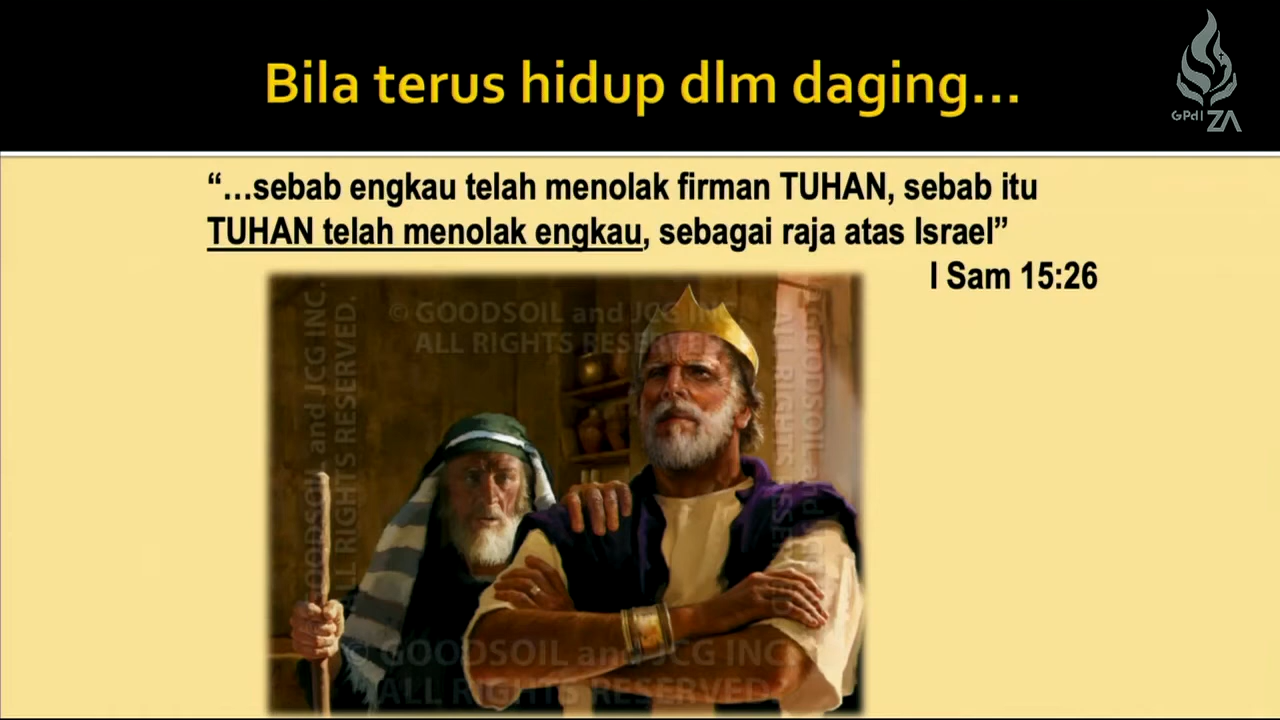 Bila terus hidup dlm daging...
GPdI ZA
“...sebab engkau telah menolak firman TUHAN, sebab itu
TUHAN telah menolak engkau, sebagai raja atas Israel”
I Sam 15:26
© GOODSOIL and JCG INC.
ALL RIGHTS RESERVED.
GOODSOIL and JCG INC.
ALL RIGHTS RESERVED.
© GOODSOIL and JCG INC.
ALL RIGHTS RESERVED.